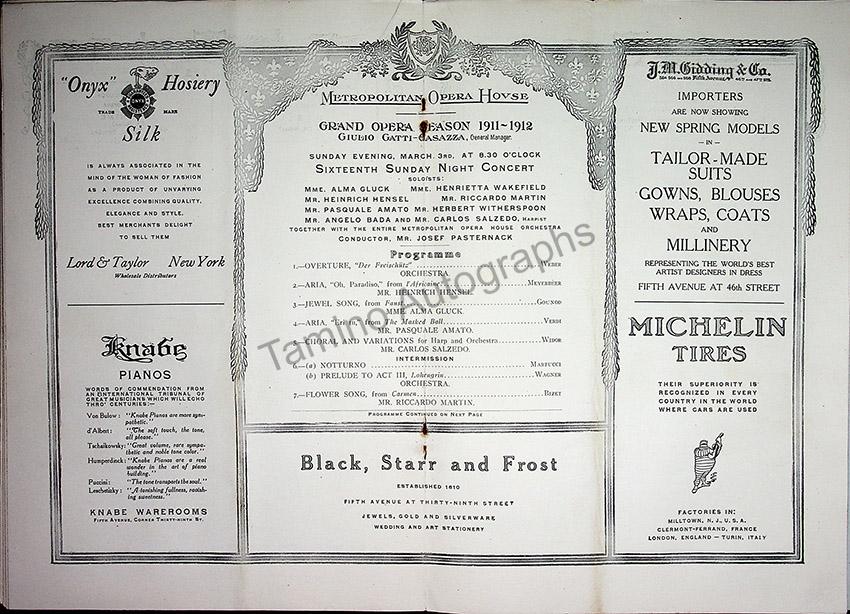 "Onyx" Hosiery
ONYX
TRADE MARK
Silk
IS ALWAYS ASSOCIATED IN THE
MIND OF THE WOMAN OF FASHION
AS A PRODUCT OF UNVARYING
EXCELLENCE COMBINING QUALITY,
ELEGANCE AND STYLE.
BEST MERCHANTS DELIGHT
TO SELL THEM
Lord & Taylor New York
Wholesale Distributors
Knabe
PIANOS
WORDS OF COMMENDATION FROM
AN INTERNATIONAL TRIBUNAL OF
GREAT MUSICIANS WHICH WILL ECHO
THRO' CENTURIES:—
Von Bulow: "Knabe Pianos are more sympathetic."
d'Albert: "The soft touch, the tone,
all please."
Tschaikowsky: "Great volume, rare sympathetic and noble tone color."
Humperdinck: "Knabe Pianos are a real
wonder in the art of piano
building."
Puccini: "The tone transports the soul."
Leschetizky: "A tonishing fullness, ravishing sweetness."
KNABE WAREROOMS
FIFTH AVENUE, CORNER THIRTY-NINTH ST.
METROPOLITAN OPERA HOVSE
GRAND OPERA SEASON 1911-1912
GIULIO GATTI-CASAZZA, General Manager.
SUNDAY EVENING, MARCH 3RD, AT 8.30 O'CLOCK
SIXTEENTH SUNDAY NIGHT CONCERT
SOLOISTS:
MME. ALMA GLUCK MME. HENRIETTA WAKEFIELD
MR. HEINRICH HENSEL MR. RICCARDO MARTIN
MR. PASQUALE AMATO MR. HERBERT WITHERSPOON
MR. ANGELO BADA AND MR. CARLOS SALZEDO, HARPIST
TOGETHER WITH THE ENTIRE METROPOLITAN OPERA HOUSE ORCHESTRA
CONDUCTOR, MR. JOSEF PASTERNACK
Programme
1.—OVERTURE, "Der Freischütz" WEBER
ORCHESTRA.
2.—ARIA, "Oh, Paradiso," from l'Africaine MEYERBEER
MR. HEINRICH HENSEL.
3.—JEWEL SONG, from Faust GOUNOD
MME ALMA GLUCK.
4.—ARIA, "Eri tu," from The Masked Ball VERDI
MR. PASQUALE AMATO.
5.—CHORAL AND VARIATIONS for Harp and Orchestra WIDOR
MR. CARLOS SALZEDO.
INTERMISSION
6.—(a) NOTTURNO MARTUCCI
(b) PRELUDE TO ACT III, Lohengrin WAGNER
ORCHESTRA.
7.—FLOWER SONG, from Carmen BIZET
MR. RICCARDO MARTIN.
PROGRAMME CONTINUED ON NEXT PAGE
Black, Starr and Frost
ESTABLISHED 1810
FIFTH AVENUE AT THIRTY-NINTH STREET
JEWELS, GOLD AND SILVERWARE
WEDDING AND ART STATIONERY
J.M. Gidding & Co.
564 566 AND 568 Fifth Avenue 46TH AND 47TH STS.
IMPORTERS
ARE NOW SHOWING
NEW SPRING MODELS
— IN —
TAILOR-MADE
SUITS
GOWNS, BLOUSES
WRAPS, COATS
AND
MILLINERY
REPRESENTING THE WORLD'S BEST
ARTIST DESIGNERS IN DRESS
FIFTH AVENUE AT 46th STREET
MICHELIN
TIRES
THEIR SUPERIORITY IS
RECOGNIZED IN EVERY
COUNTRY IN THE WORLD
WHERE CARS ARE USED
FACTORIES IN:
MILLTOWN, N. J., U. S. A.
CLERMONT-FERRAND, FRANCE
LONDON, ENGLAND — TURIN, ITALY
Tamino Autographs